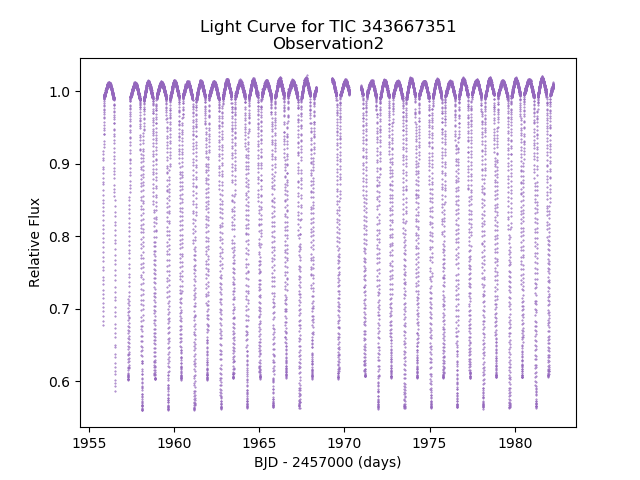 Light Curve for TIC 343667351
Observation2
1.0
0.9
0.8
0.7
0.6
Relative Flux
1955
1960
1965
1970
1975
1980
BJD - 2457000 (days)